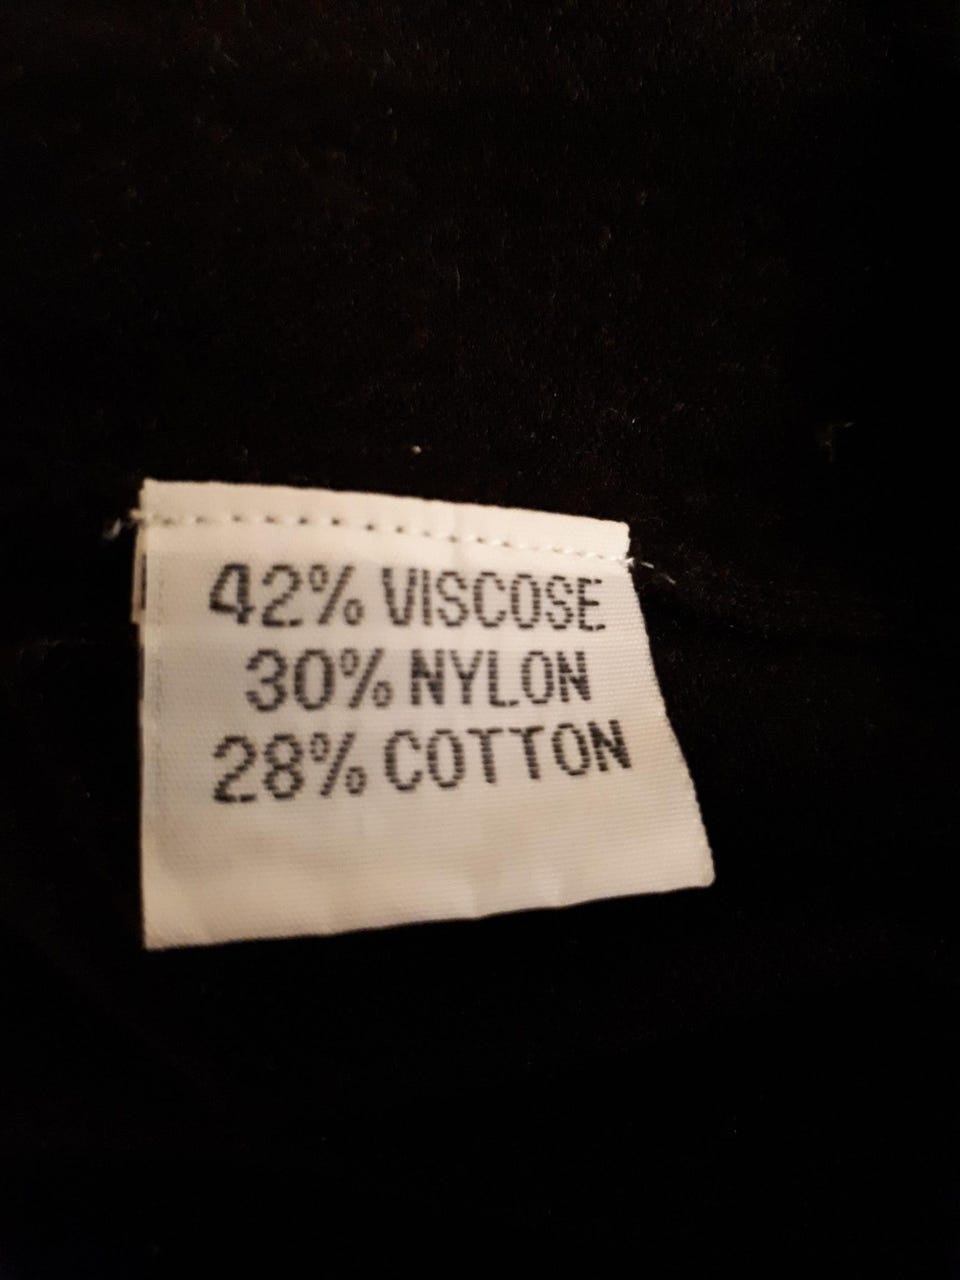 42% VISCOSE
30% NYLON
28% COTTON